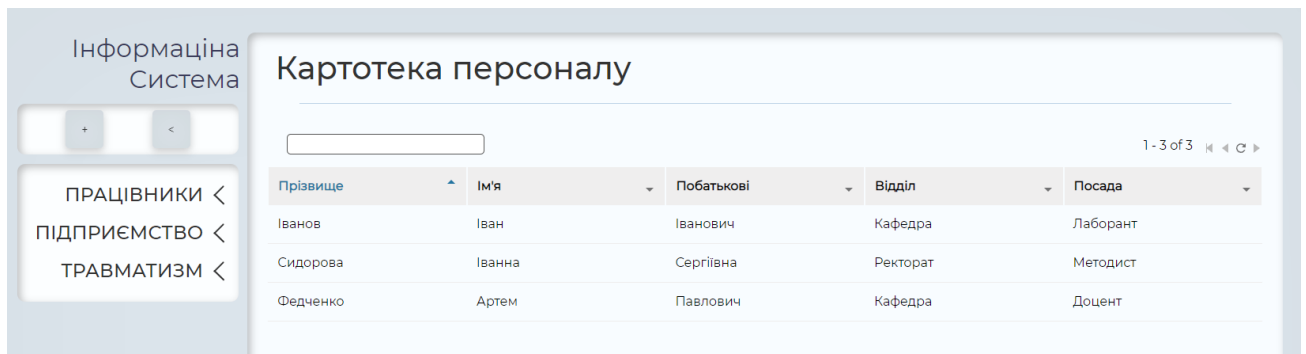 Інформаціна
Система
+ <
ПРАЦІВНИКИ <
ПІДПРИЄМСТВО <
ТРАВМАТИЗМ <
Картотека персоналу
1 - 3 of 3
Прізвище Ім'я Побатькові Відділ Посада
Іванов Іван Іванович Кафедра Лаборант
Сидорова Іванна Сергіївна Ректорат Методист
Федченко Артем Павлович Кафедра Доцент